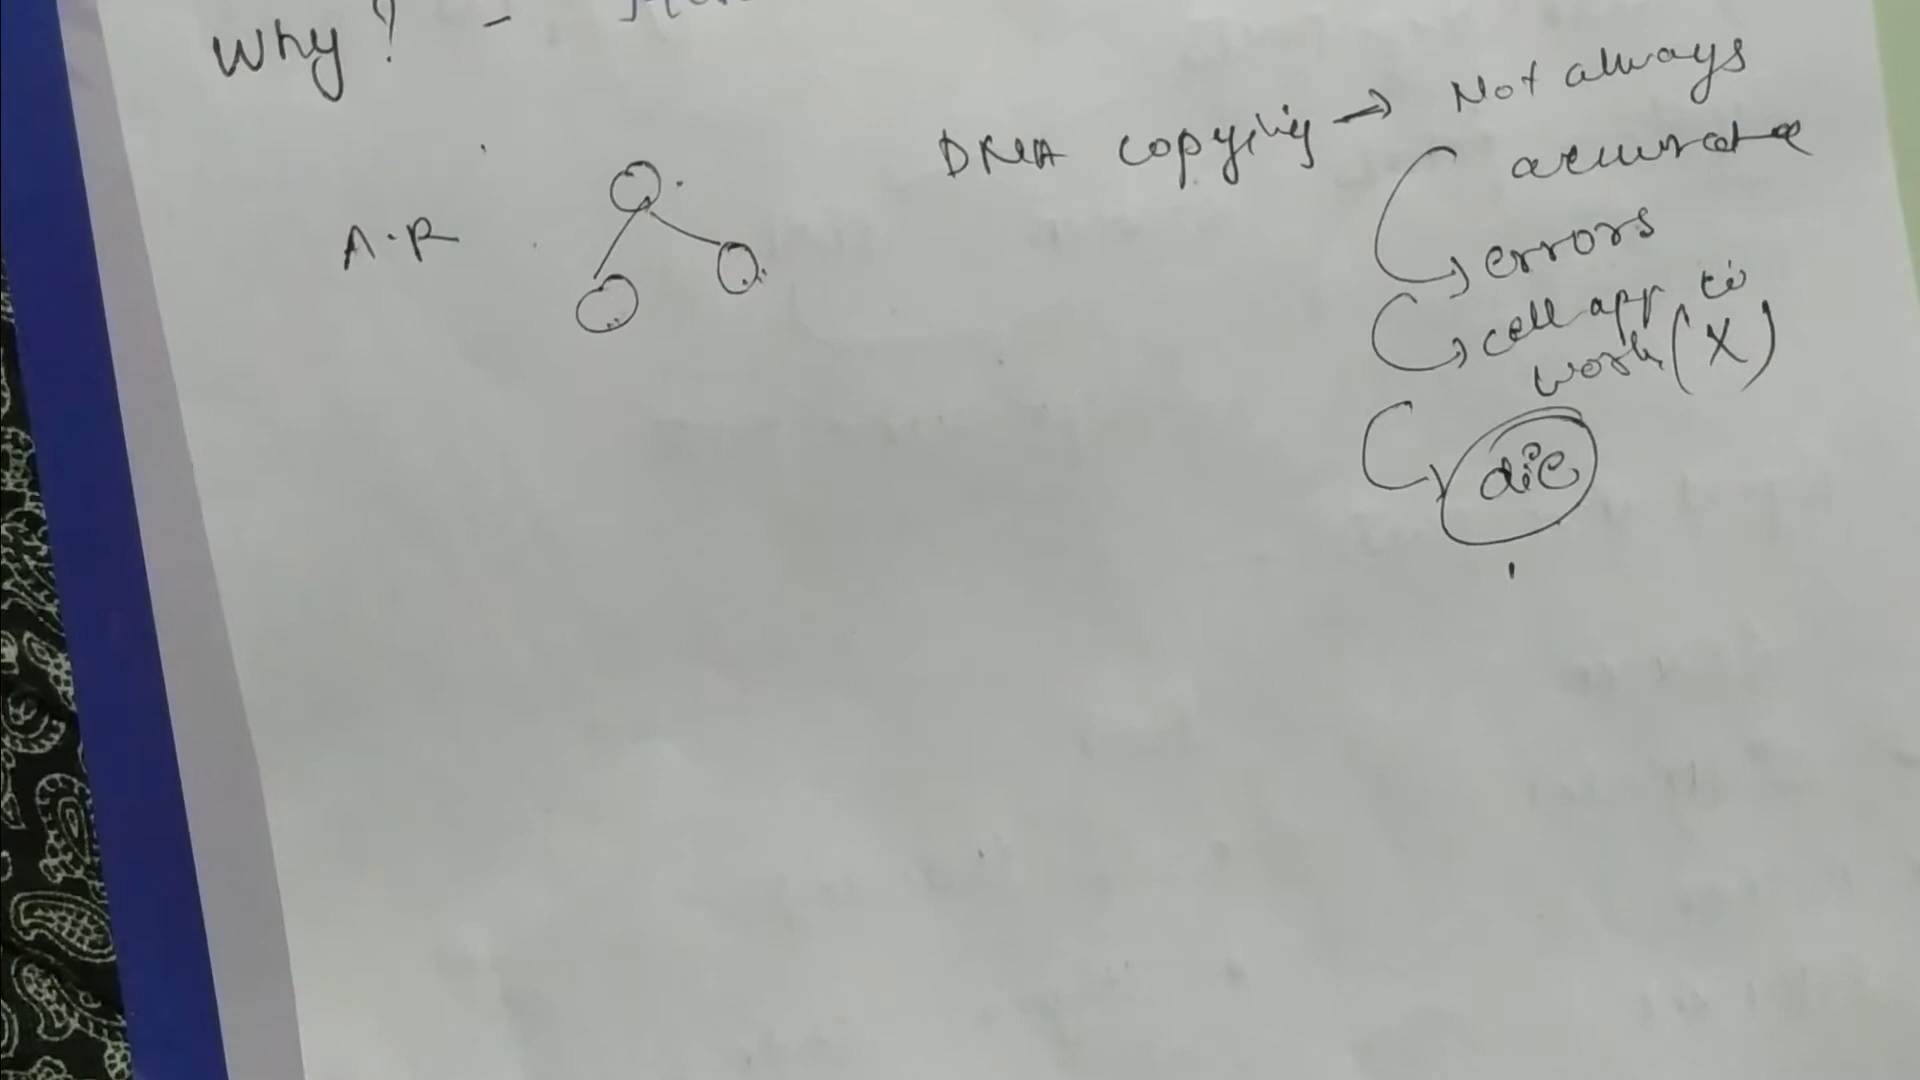 Why? -
DNA copying → Not always
accurate
A.R
errors
cell app to
work (X)
die